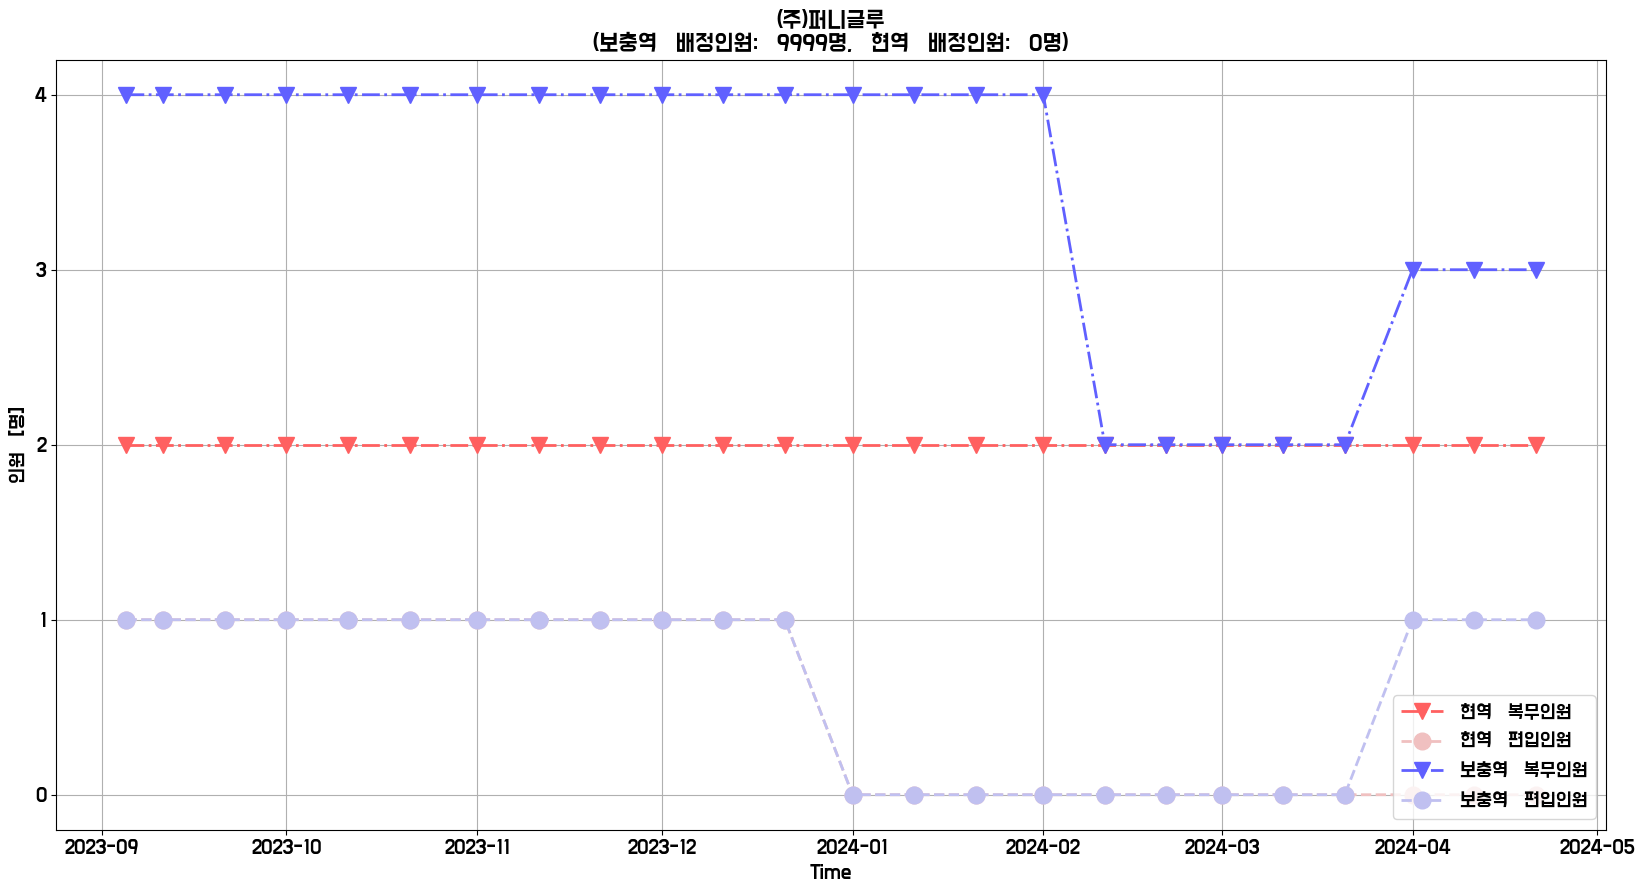 (주)퍼니글루
(보충역 배정인원: 9999명, 현역 배정인원: 0명)
4
3
2
1
0
인원 [명]
2023-09 2023-10 2023-11 2023-12 2024-01 2024-02 2024-03 2024-04 2024-05
Time
현역 복무인원
현역 편입인원
보충역 복무인원
보충역 편입인원